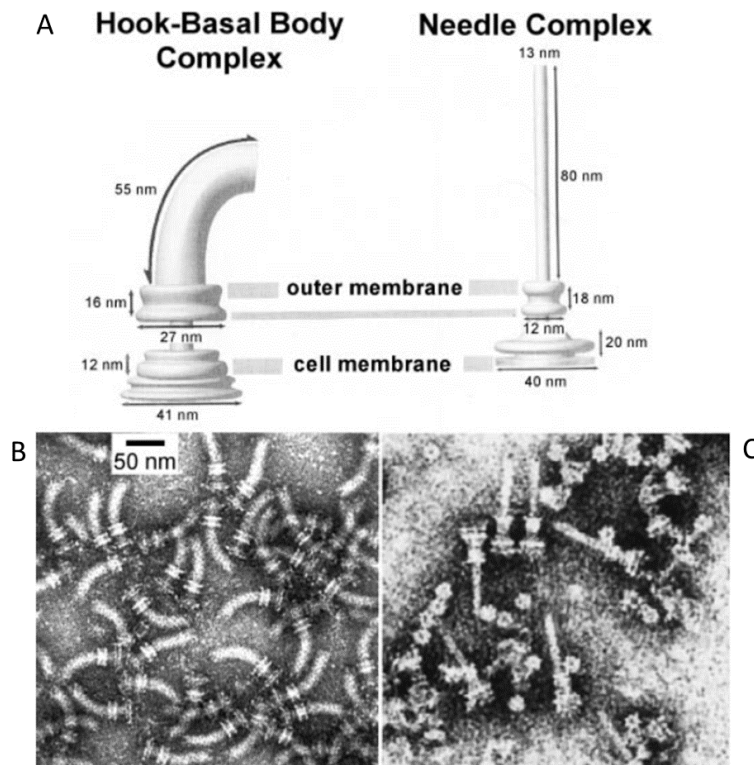 A
Hook-Basal Body
Complex
Needle Complex
13 nm
55 nm
80 nm
16 nm
outer membrane
18 nm
27 nm
12 nm
20 nm
12 nm
cell membrane
40 nm
41 nm
B
50 nm
C